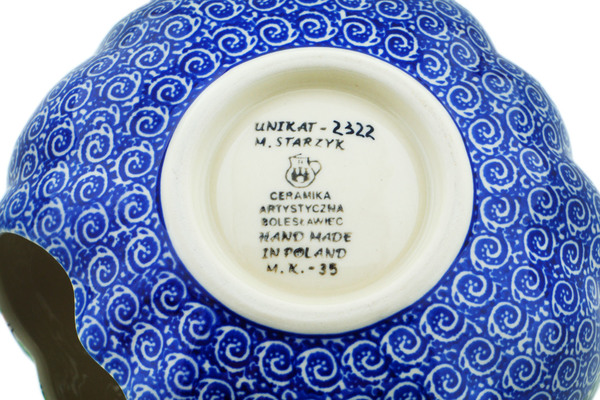 UNIKAT - 2322
M. STARZYK
CERAMIKA
ARTYSTYCZNA
BOLESŁAWIEC
HAND MADE
IN POLAND
M. K. - 35